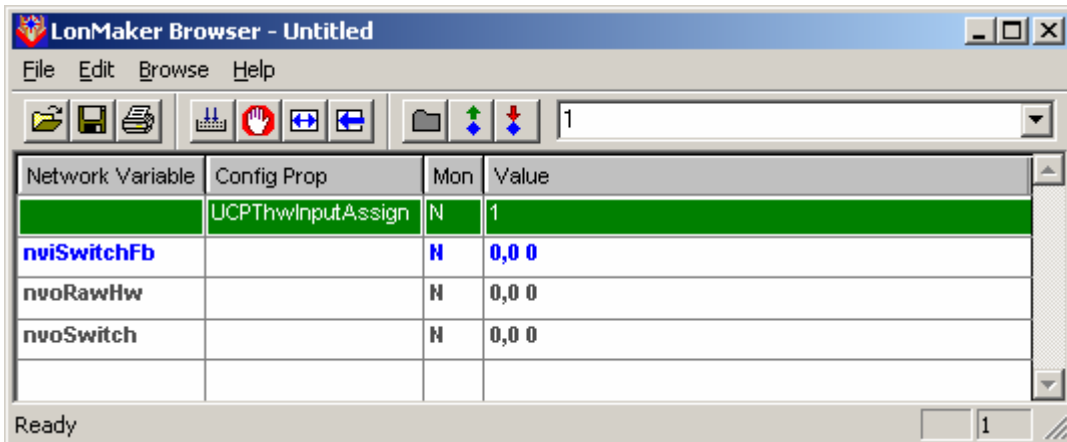 LonMaker Browser - Untitled
File Edit Browse Help
1
Network Variable Config Prop Mon Value
UCPThwInputAssign N 1
nviSwitchFb N 0,0 0
nvoRawHw N 0,0 0
nvoSwitch N 0,0 0
Ready 1